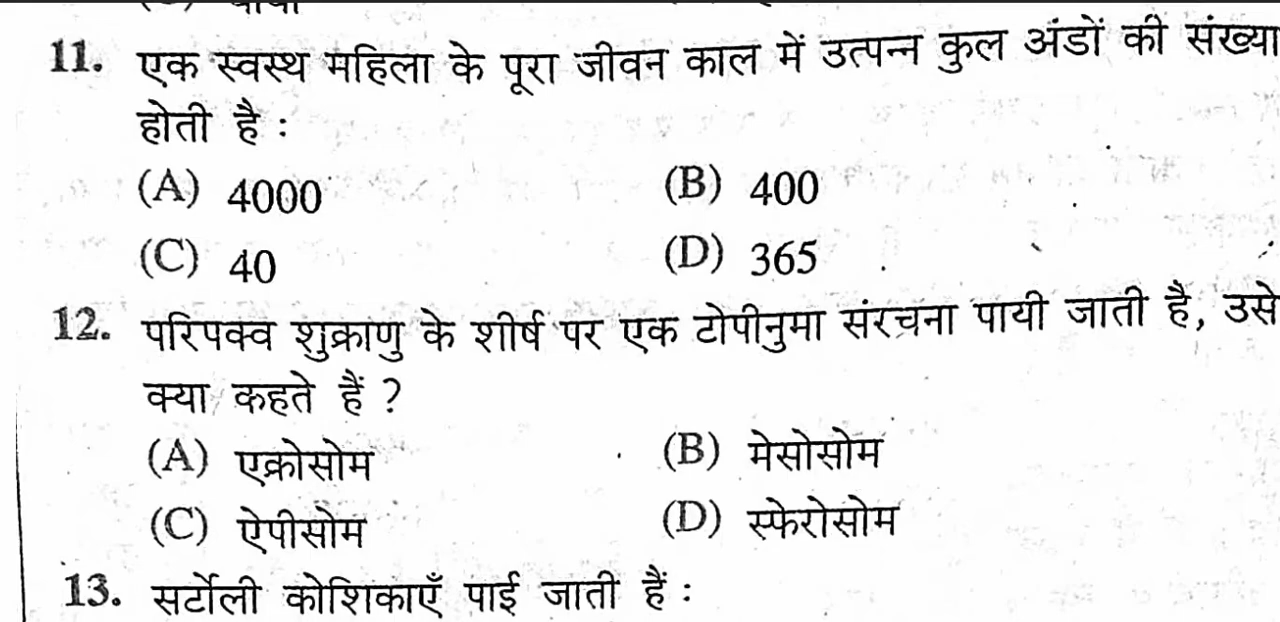 11. एक स्वस्थ महिला के पूरा जीवन काल में उत्पन्न कुल अंडों की संख्या
होती है :
(A) 4000 (B) 400
(C) 40 (D) 365
12. परिपक्व शुक्राणु के शीर्ष पर एक टोपीनुमा संरचना पायी जाती है, उसे
क्या कहते हैं ?
(A) एक्रोसोम (B) मेसोसोम
(C) ऐपीसोम (D) स्फेरोसोम
13. सर्टोली कोशिकाएँ पाई जाती हैं :